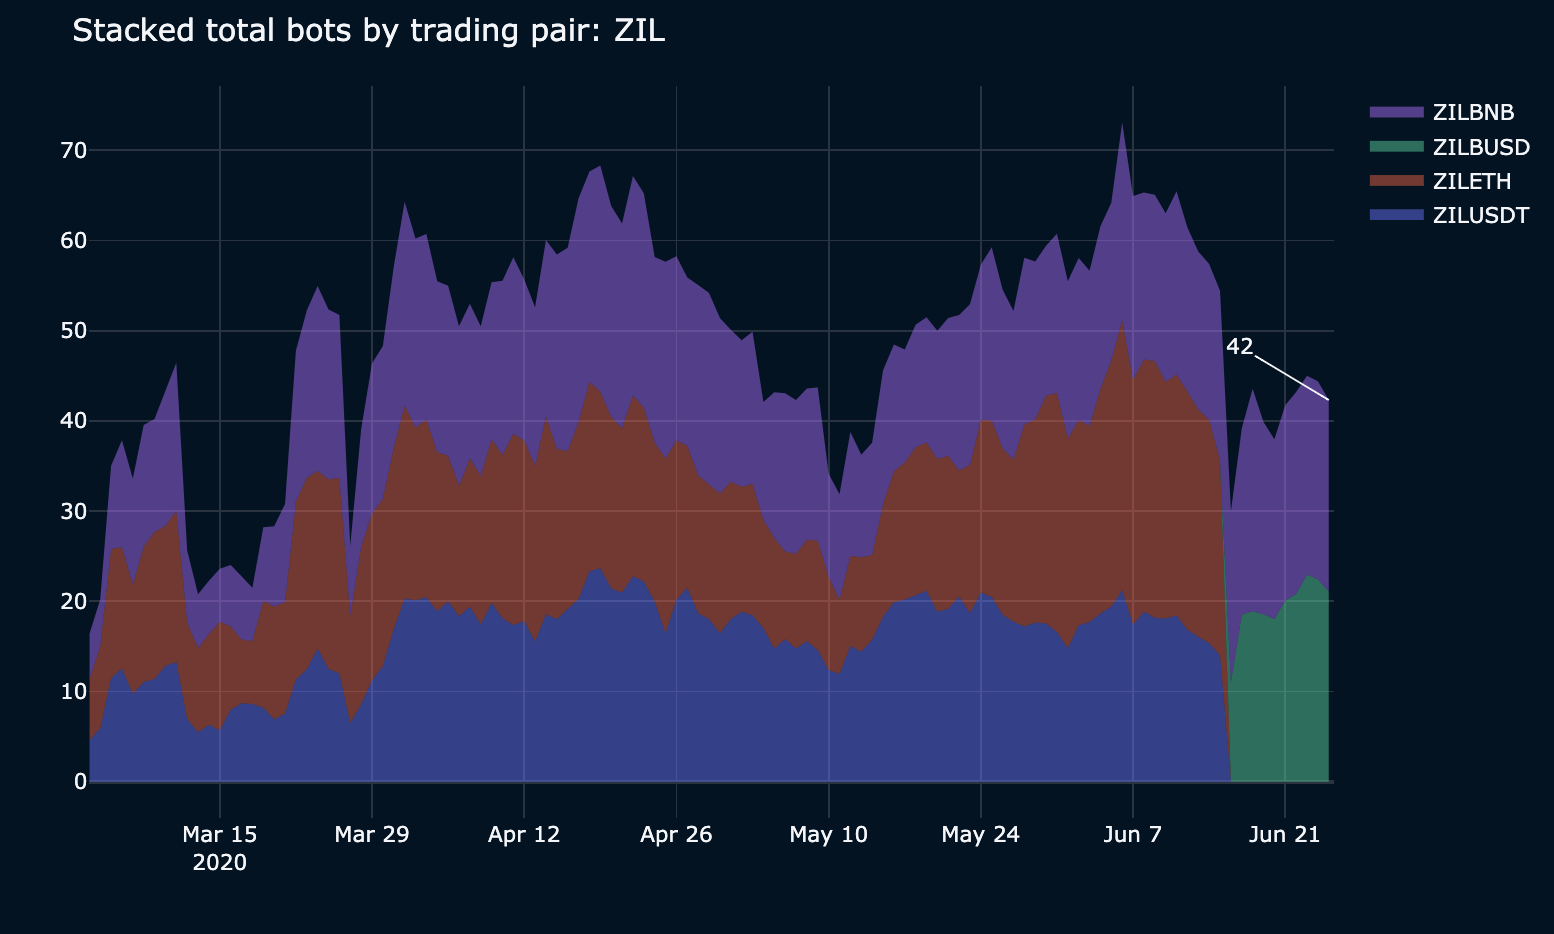 Stacked total bots by trading pair: ZIL
ZILBNB
ZILBUSD
ZILETH
ZILUSDT
70
60
50
42
40
30
20
10
0
Mar 15 Mar 29 Apr 12 Apr 26 May 10 May 24 Jun 7 Jun 21
2020